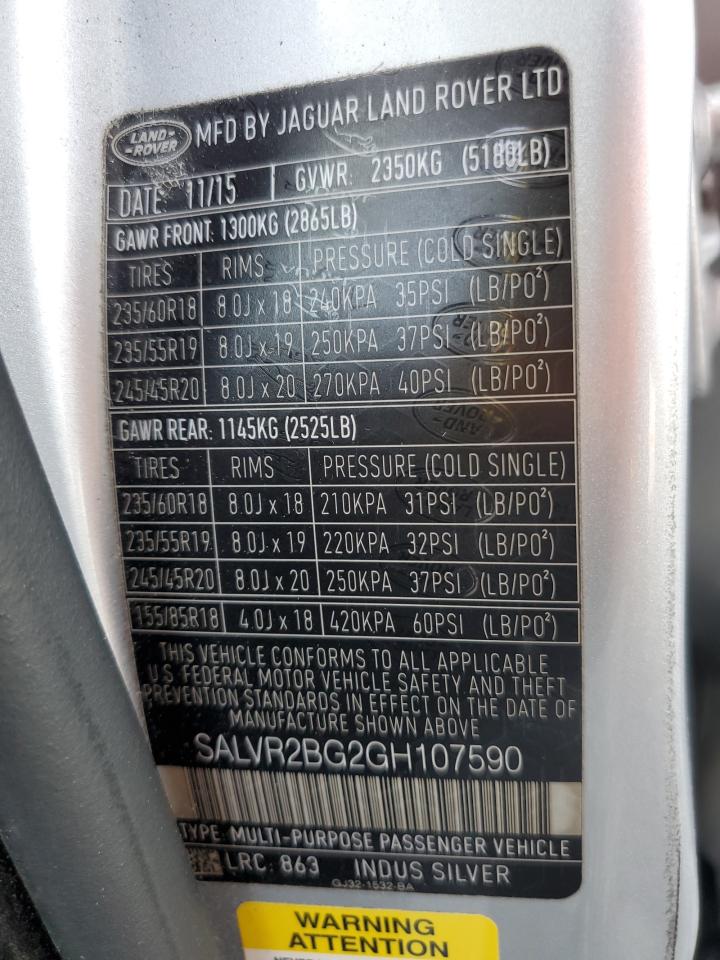 LAND-
-ROVER
MFD BY JAGUAR LAND ROVER LTD
DATE: 11/15 GVWR: 2350KG (5180LB)
GAWR FRONT: 1300KG (2865LB)
TIRES RIMS PRESSURE (COLD SINGLE)
235/60R18 8.0J x 18 240KPA 35PSI (LB/PO²)
235/55R19 8.0J x 19 250KPA 37PSI (LB/PO²)
245/45R20 8.0J x 20 270KPA 40PSI (LB/PO²)
GAWR REAR: 1145KG (2525LB)
TIRES RIMS PRESSURE (COLD SINGLE)
235/60R18 8.0J x 18 210KPA 31PSI (LB/PO²)
235/55R19 8.0J x 19 220KPA 32PSI (LB/PO²)
245/45R20 8.0J x 20 250KPA 37PSI (LB/PO²)
155/85R18 4.0J x 18 420KPA 60PSI (LB/PO²)
THIS VEHICLE CONFORMS TO ALL APPLICABLE
U.S. FEDERAL MOTOR VEHICLE SAFETY AND THEFT
PREVENTION STANDARDS IN EFFECT ON THE DATE OF
MANUFACTURE SHOWN ABOVE
SALVR2BG2GH107590
TYPE: MULTI-PURPOSE PASSENGER VEHICLE
LRC: 863 INDUS SILVER
GJ32-1532-BA
WARNING
ATTENTION